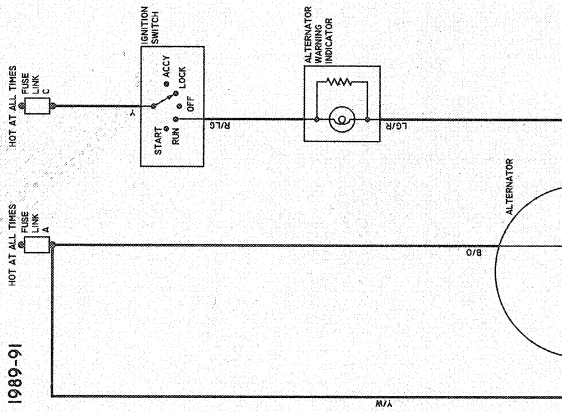 1989-91
HOT AT ALL TIMES
FUSE
LINK
A
Y/W
B/O
ALTERNATOR
HOT AT ALL TIMES
FUSE
LINK
C
Y
IGNITION
SWITCH
ACCY
LOCK
OFF
START
RUN
R/LG
ALTERNATOR
WARNING
INDICATOR
LG/R